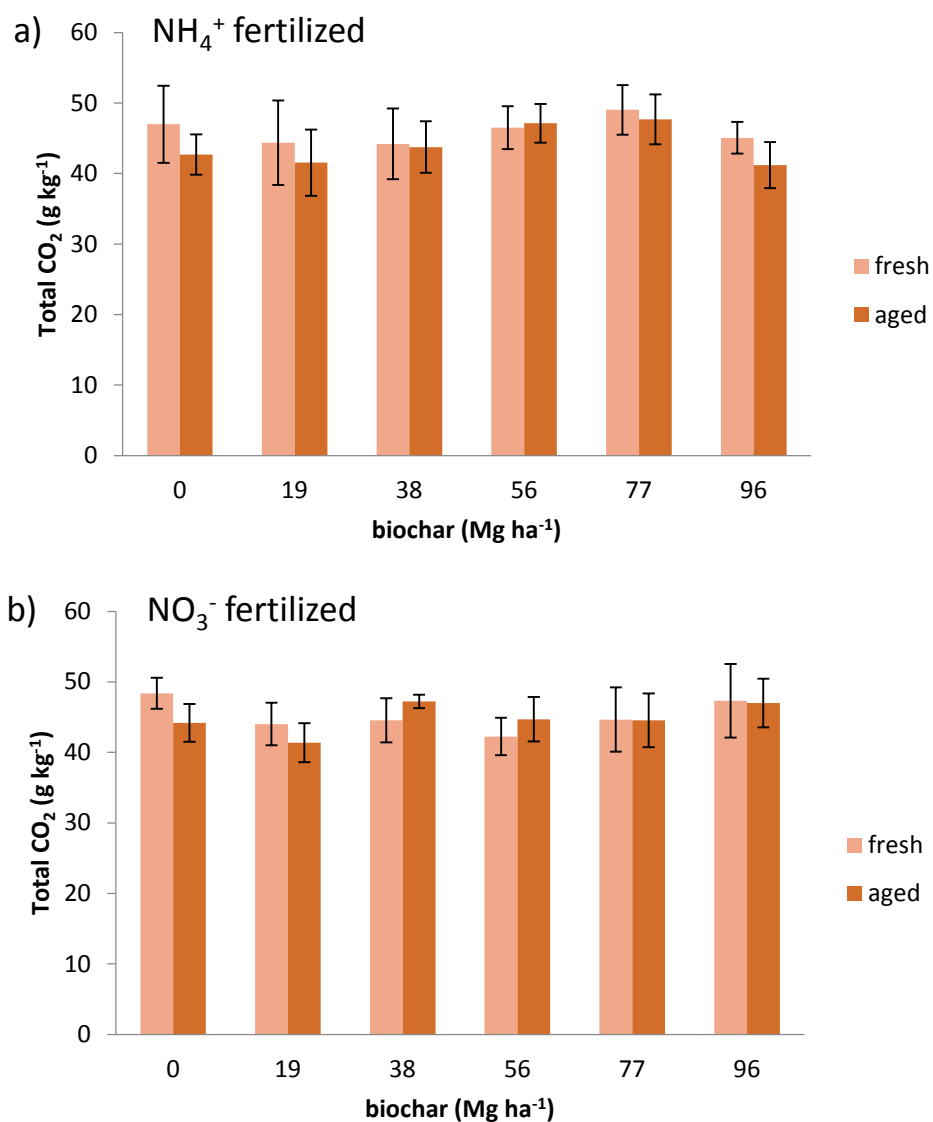 a) NH₄⁺ fertilized
60
50
40
30
20
10
0
Total CO₂ (g kg⁻¹)
0 19 38 56 77 96
biochar (Mg ha⁻¹)
fresh
aged
b) NO₃⁻ fertilized
60
50
40
30
20
10
0
Total CO₂ (g kg⁻¹)
0 19 38 56 77 96
biochar (Mg ha⁻¹)
fresh
aged